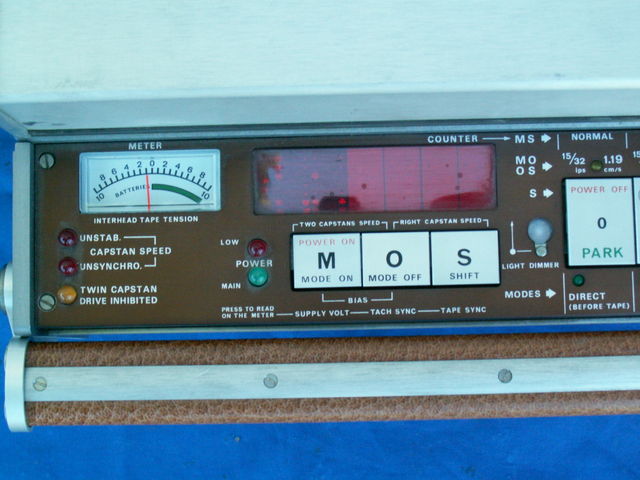 METER
8 6 4 2 0 2 4 6 8
10 BATTERIES 10
INTERHEAD TAPE TENSION
UNSTAB.
CAPSTAN SPEED
UNSYNCHRO.
TWIN CAPSTAN
DRIVE INHIBITED
LOW
POWER
MAIN
COUNTER MS
MO
OS
S
TWO CAPSTANS SPEED RIGHT CAPSTAN SPEED
POWER ON
M O S
MODE ON MODE OFF SHIFT
BIAS
PRESS TO READ
ON THE METER SUPPLY VOLT TACH SYNC TAPE SYNC
LIGHT DIMMER
MODES
NORMAL
15/32 1.19
ips cm/s
POWER OFF
0
PARK
DIRECT
(BEFORE TAPE)